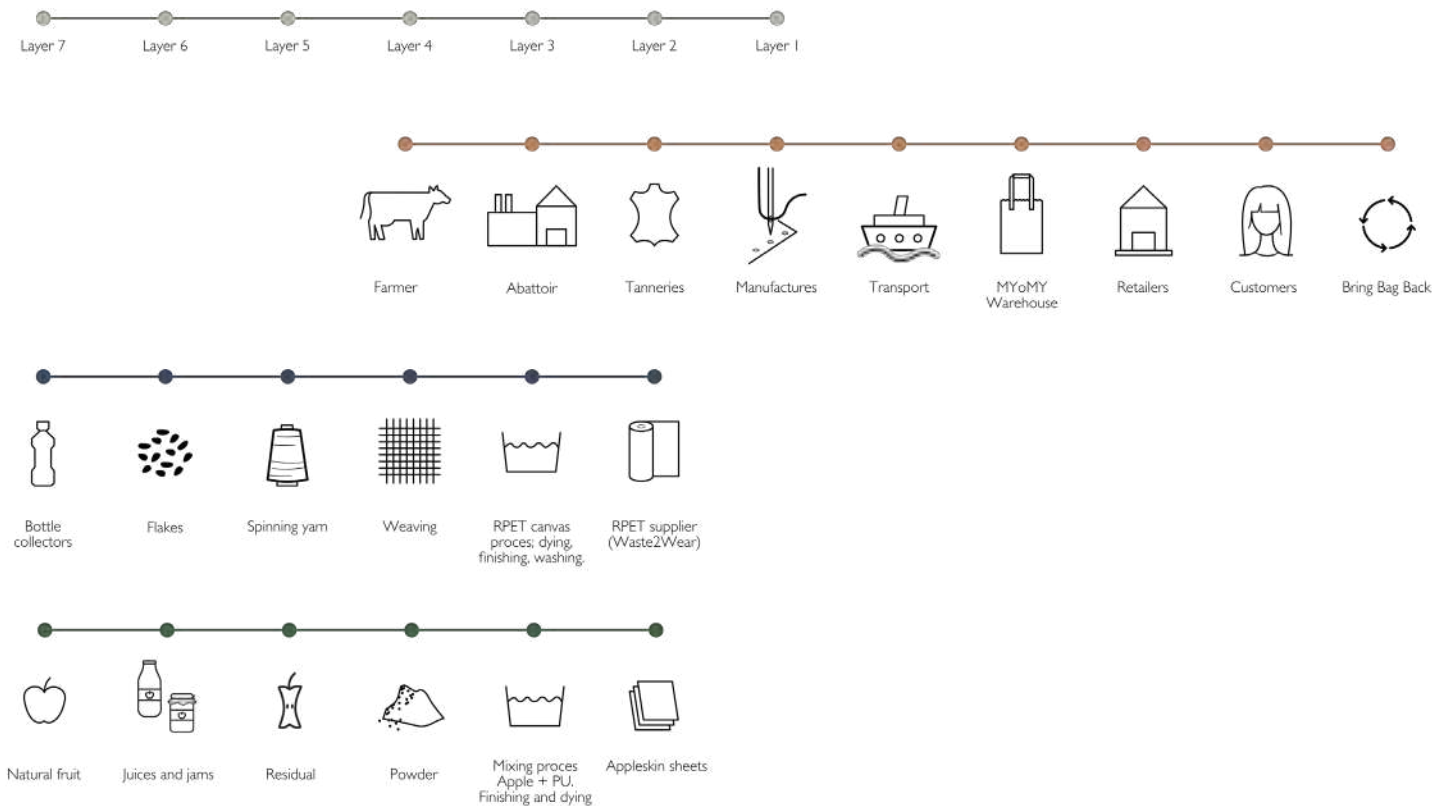 Layer 7
Layer 6
Layer 5
Layer 4
Layer 3
Layer 2
Layer 1
Farmer
Abattoir
Tanneries
Manufactures
Transport
MYoMY
Warehouse
Retailers
Customers
Bring Bag Back
Bottle
collectors
Flakes
Spinning yarn
Weaving
RPET canvas
proces; dying,
finishing, washing.
RPET supplier
(Waste2Wear)
Natural fruit
Juices and jams
Residual
Powder
Mixing proces
Apple + PU.
Finishing and dying
Appleskin sheets